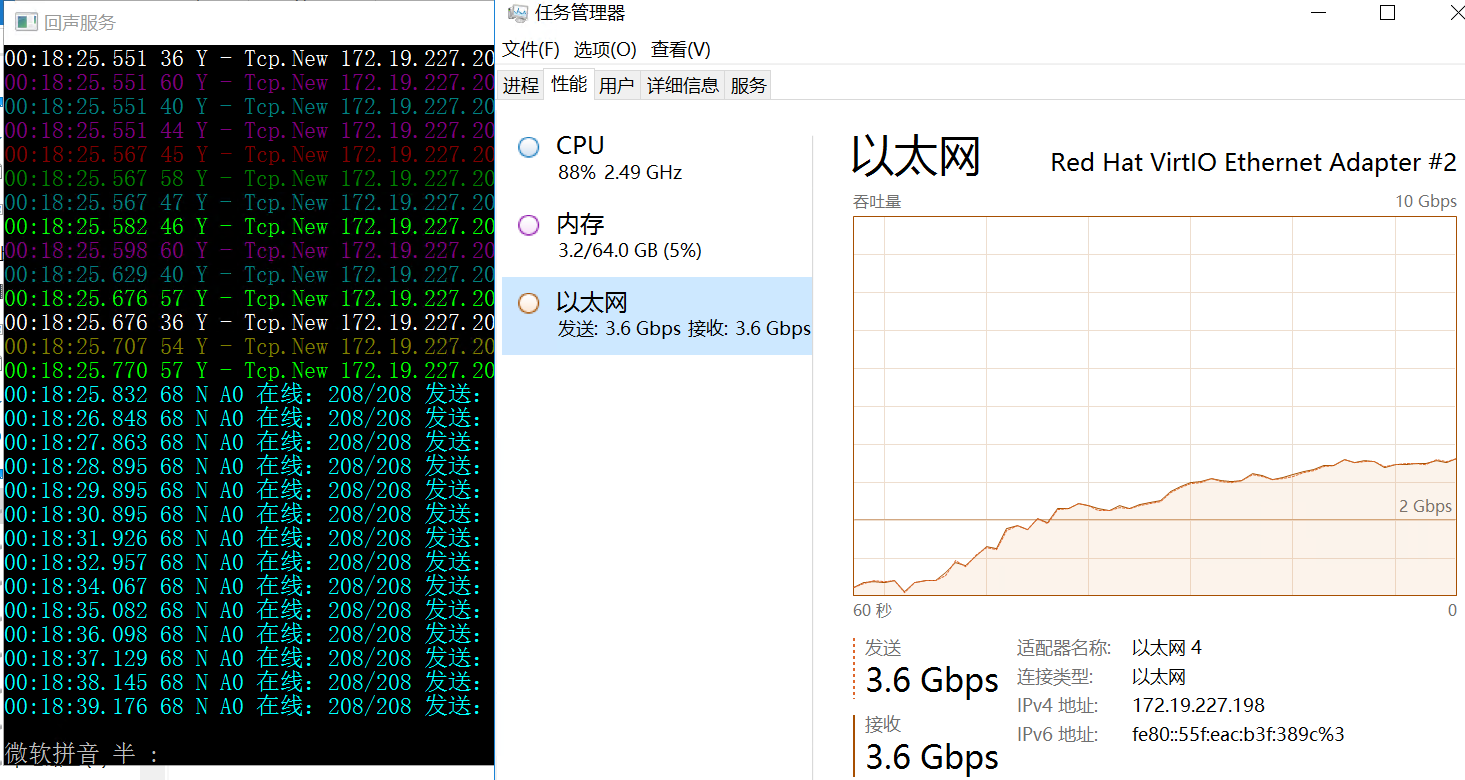 回声服务
00:18:25.551 36 Y - Tcp.New 172.19.227.20
00:18:25.551 60 Y - Tcp.New 172.19.227.20
00:18:25.551 40 Y - Tcp.New 172.19.227.20
00:18:25.551 44 Y - Tcp.New 172.19.227.20
00:18:25.567 45 Y - Tcp.New 172.19.227.20
00:18:25.567 58 Y - Tcp.New 172.19.227.20
00:18:25.567 47 Y - Tcp.New 172.19.227.20
00:18:25.582 46 Y - Tcp.New 172.19.227.20
00:18:25.598 60 Y - Tcp.New 172.19.227.20
00:18:25.629 40 Y - Tcp.New 172.19.227.20
00:18:25.676 57 Y - Tcp.New 172.19.227.20
00:18:25.676 36 Y - Tcp.New 172.19.227.20
00:18:25.707 54 Y - Tcp.New 172.19.227.20
00:18:25.770 57 Y - Tcp.New 172.19.227.20
00:18:25.832 68 N A0 在线：208/208 发送：
00:18:26.848 68 N A0 在线：208/208 发送：
00:18:27.863 68 N A0 在线：208/208 发送：
00:18:28.895 68 N A0 在线：208/208 发送：
00:18:29.895 68 N A0 在线：208/208 发送：
00:18:30.895 68 N A0 在线：208/208 发送：
00:18:31.926 68 N A0 在线：208/208 发送：
00:18:32.957 68 N A0 在线：208/208 发送：
00:18:34.067 68 N A0 在线：208/208 发送：
00:18:35.082 68 N A0 在线：208/208 发送：
00:18:36.098 68 N A0 在线：208/208 发送：
00:18:37.129 68 N A0 在线：208/208 发送：
00:18:38.145 68 N A0 在线：208/208 发送：
00:18:39.176 68 N A0 在线：208/208 发送：
微软拼音 半 :
任务管理器
文件(F) 选项(O) 查看(V)
进程 性能 用户 详细信息 服务
CPU
88% 2.49 GHz
内存
3.2/64.0 GB (5%)
以太网
发送: 3.6 Gbps 接收: 3.6 Gbps
以太网 Red Hat VirtIO Ethernet Adapter #2
吞吐量 10 Gbps
2 Gbps
60 秒 0
发送
3.6 Gbps
接收
3.6 Gbps
适配器名称: 以太网 4
连接类型: 以太网
IPv4 地址: 172.19.227.198
IPv6 地址: fe80::55f:eac:b3f:389c%3